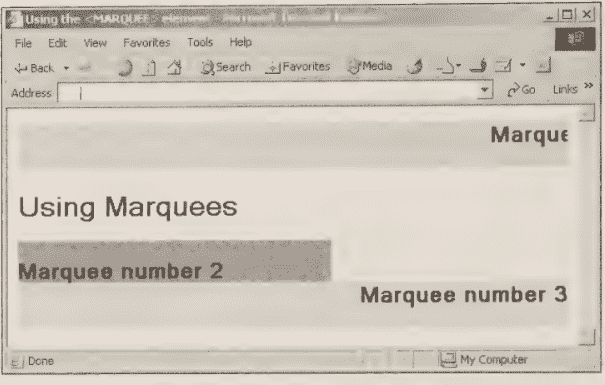 Using the <MARQUEE> element
File Edit View Favorites Tools Help
Back Search Favorites Media
Address Go Links »
Marque
Using Marquees
Marquee number 2
Marquee number 3
Done My Computer